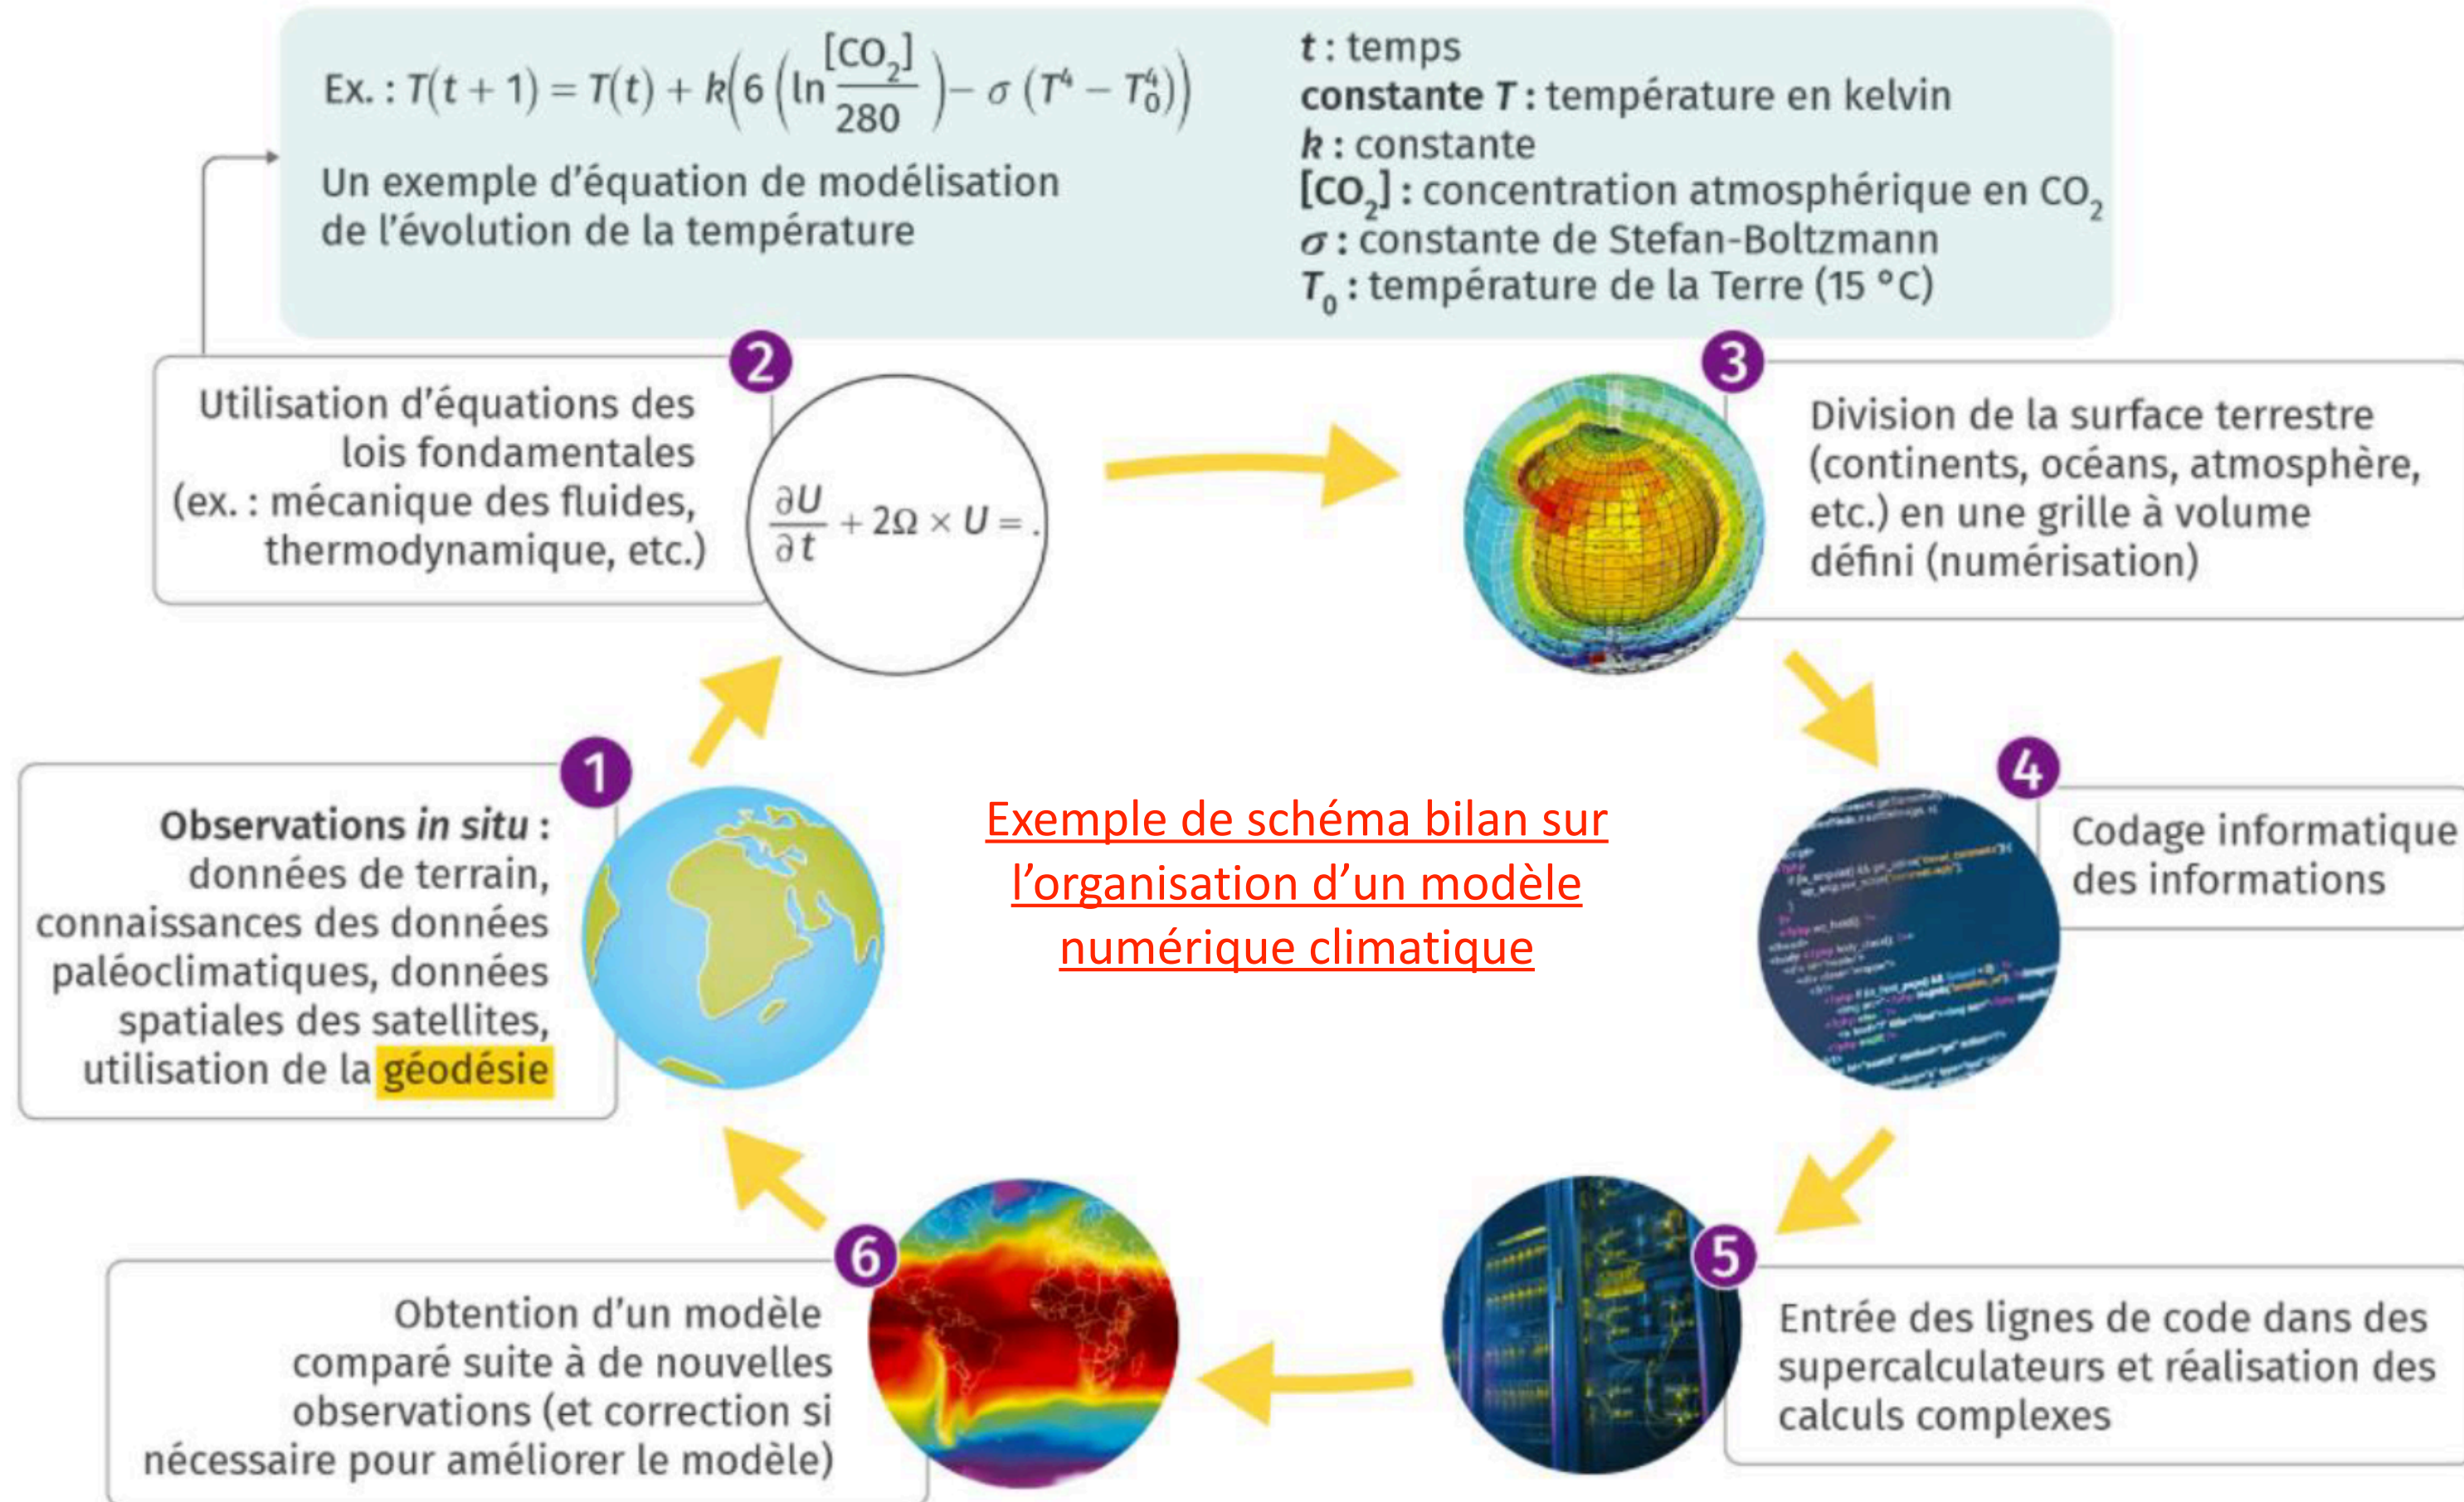 Ex. : T(t + 1) = T(t) + k(6 (ln [CO₂]/280) – σ (T⁴ – T₀⁴))
Un exemple d'équation de modélisation
de l'évolution de la température
t : temps
constante T : température en kelvin
k : constante
[CO₂] : concentration atmosphérique en CO₂
σ : constante de Stefan-Boltzmann
T₀ : température de la Terre (15 °C)
2
Utilisation d'équations des
lois fondamentales
(ex. : mécanique des fluides,
thermodynamique, etc.)
∂U/∂t + 2Ω × U = .
3
Division de la surface terrestre
(continents, océans, atmosphère,
etc.) en une grille à volume
défini (numérisation)
1
Observations in situ :
données de terrain,
connaissances des données
paléoclimatiques, données
spatiales des satellites,
utilisation de la géodésie
Exemple de schéma bilan sur
l'organisation d'un modèle
numérique climatique
4
Codage informatique
des informations
6
Obtention d'un modèle
comparé suite à de nouvelles
observations (et correction si
nécessaire pour améliorer le modèle)
5
Entrée des lignes de code dans des
supercalculateurs et réalisation des
calculs complexes